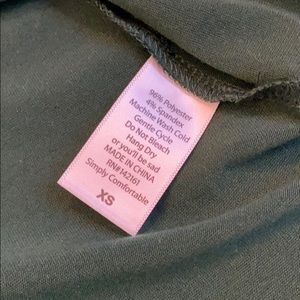 96% Polyester
4% Spandex
Machine Wash Cold
Gentle Cycle
Do Not Bleach
Hang Dry
or you'll be sad
MADE IN CHINA
RN#142161
Simply Comfortable
XS